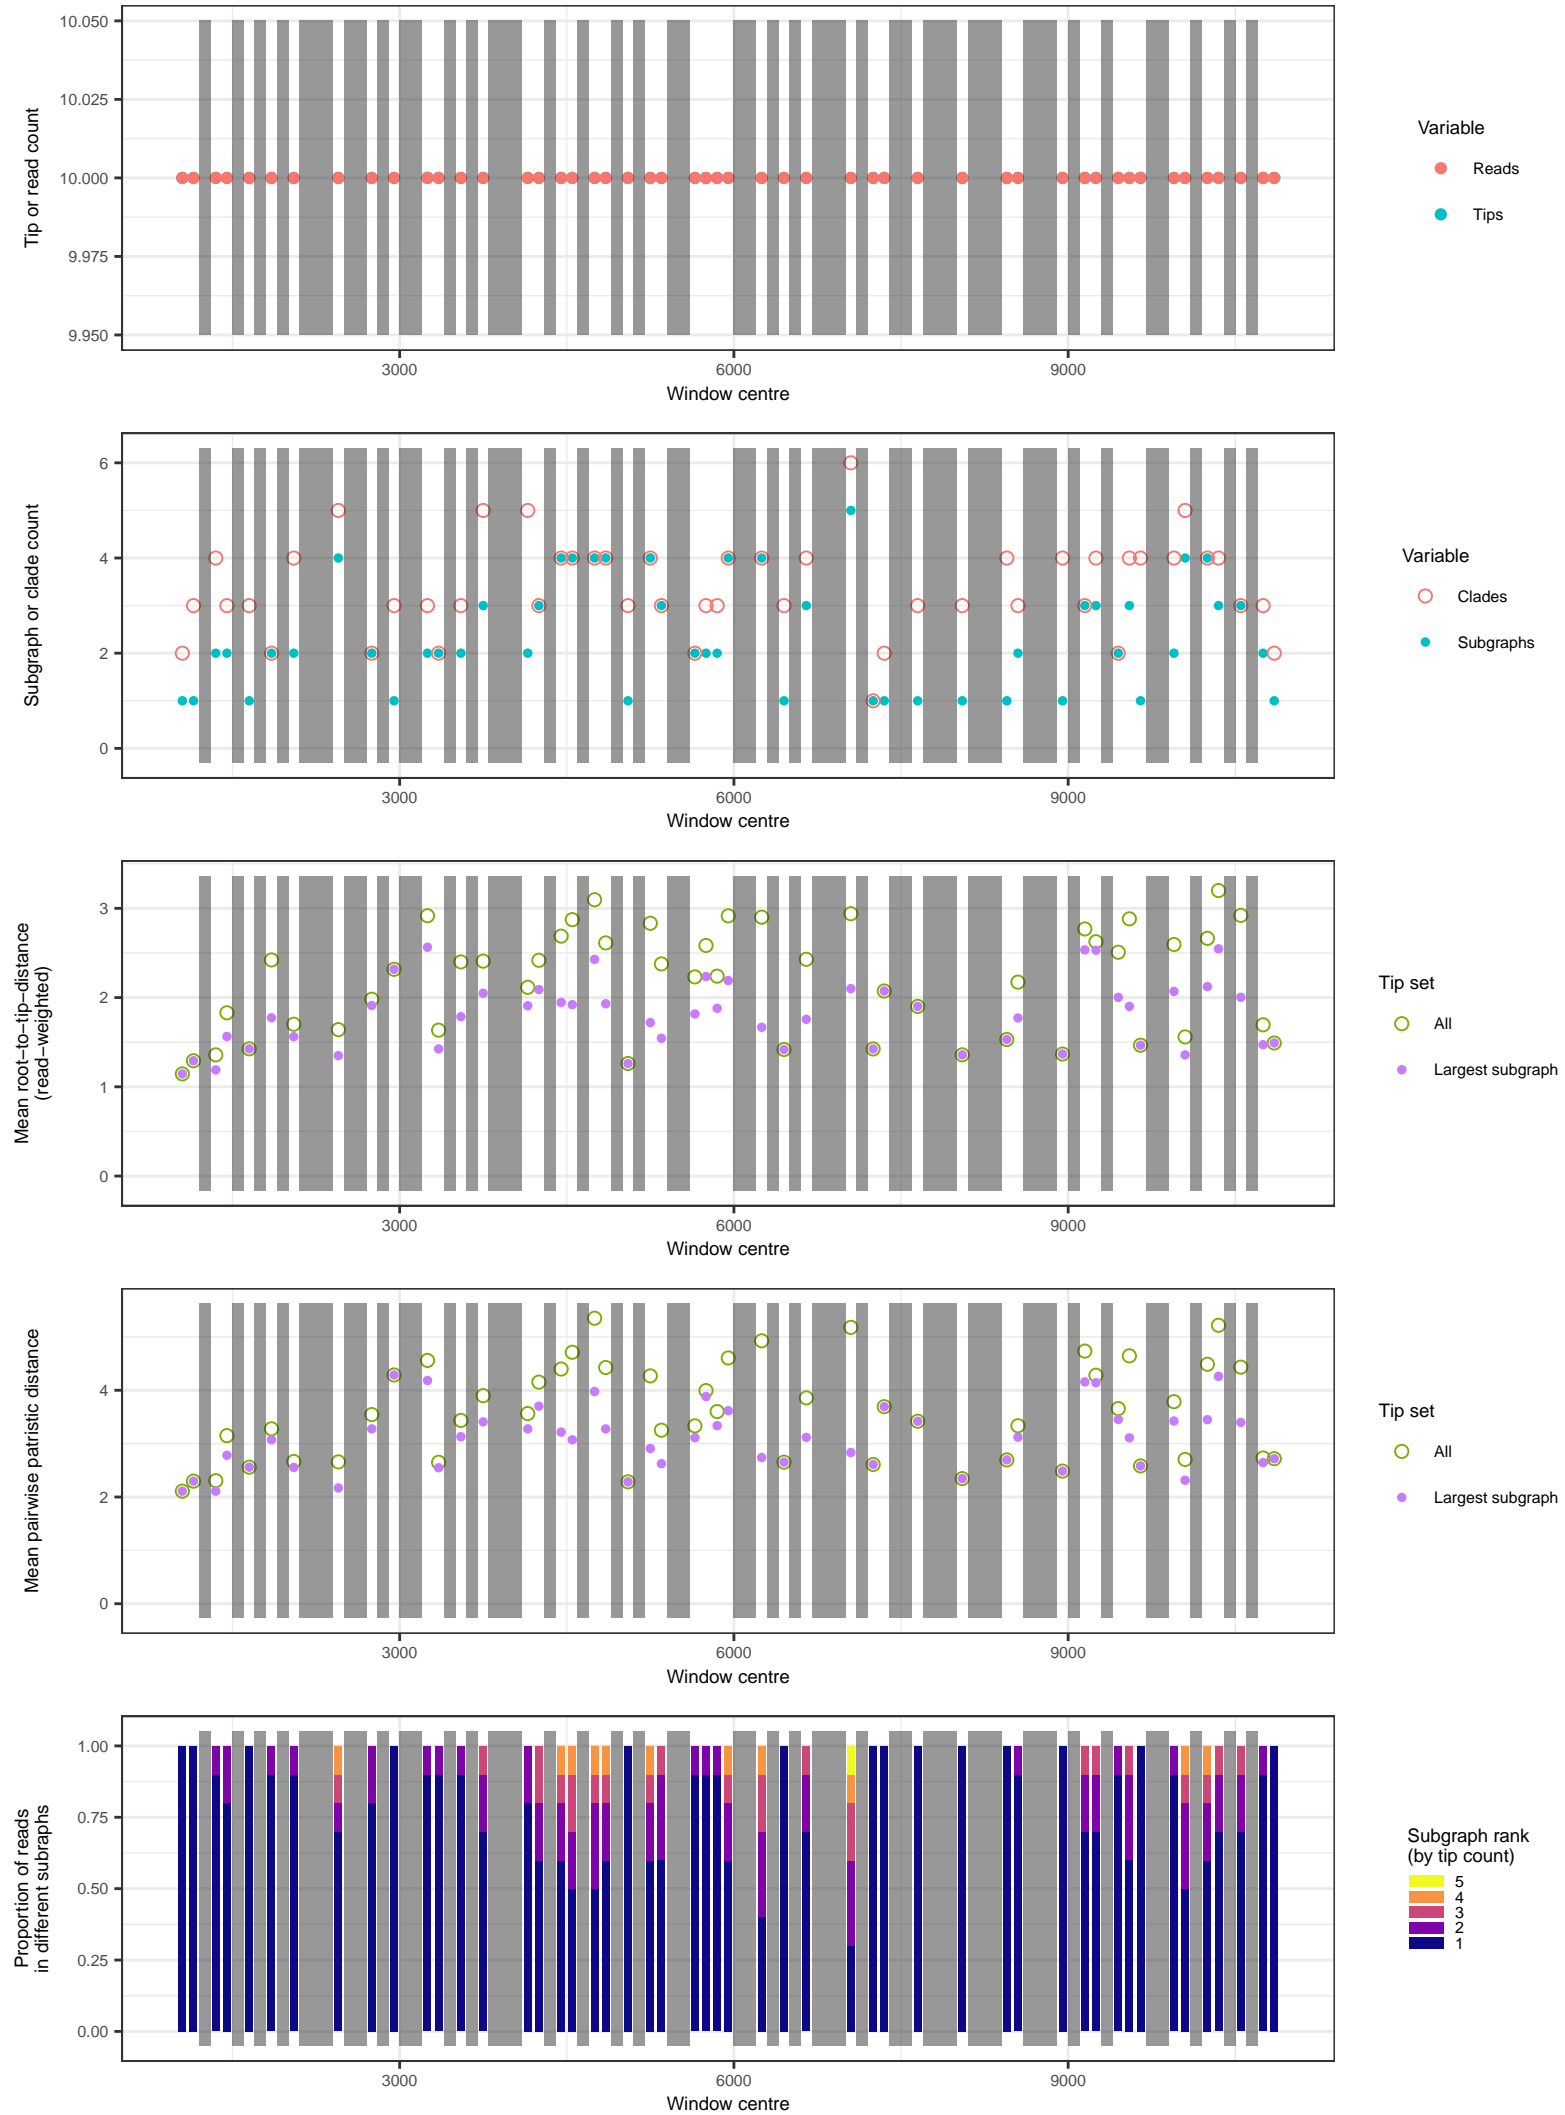 10.050
10.025
10.000
9.975
9.950
Tip or read count
3000
6000
9000
Window centre
Variable
Reads
Tips
6
4
2
0
Subgraph or clade count
3000
6000
9000
Window centre
Variable
Clades
Subgraphs
3
2
1
0
Mean root−to−tip−distance
(read−weighted)
3000
6000
9000
Window centre
Tip set
All
Largest subgraph
4
2
0
Mean pairwise patristic distance
3000
6000
9000
Window centre
Tip set
All
Largest subgraph
1.00
0.75
0.50
0.25
0.00
Proportion of reads
in different subraphs
3000
6000
9000
Window centre
Subgraph rank
(by tip count)
5
4
3
2
1